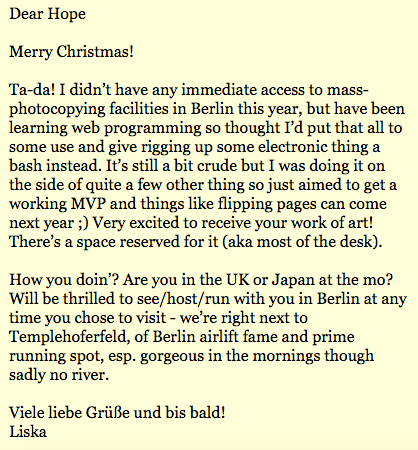 Dear Hope
Merry Christmas!
Ta-da! I didn't have any immediate access to mass-
photocopying facilities in Berlin this year, but have been
learning web programming so thought I'd put that all to
some use and give rigging up some electronic thing a
bash instead. It's still a bit crude but I was doing it on
the side of quite a few other thing so just aimed to get a
working MVP and things like flipping pages can come
next year ;) Very excited to receive your work of art!
There's a space reserved for it (aka most of the desk).
How you doin'? Are you in the UK or Japan at the mo?
Will be thrilled to see/host/run with you in Berlin at any
time you chose to visit - we're right next to
Templehoferfeld, of Berlin airlift fame and prime
running spot, esp. gorgeous in the mornings though
sadly no river.
Viele liebe Grüße und bis bald!
Liska